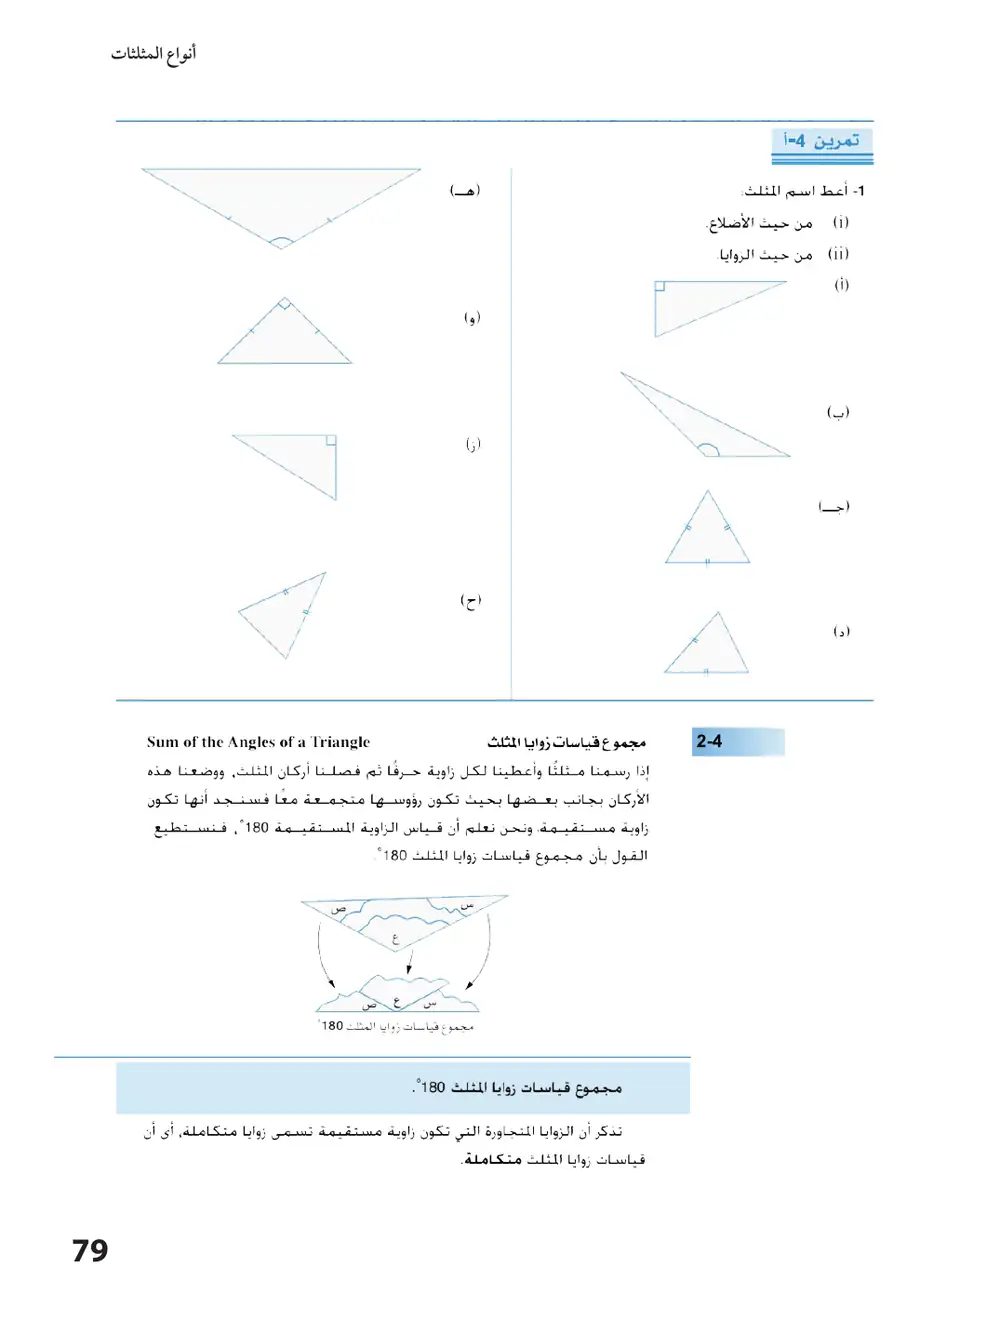 أنواع المثلثات
تمرين 4-أ
1- أعط اسم المثلث:
(i) من حيث الأضلاع.
(ii) من حيث الزوايا.
(أ)
(ب)
(جـ)
(د)
(هـ)
(و)
(ز)
(ح)
2-4
مجموع قياسات زوايا المثلث Sum of the Angles of a Triangle
إذا رسمنا مثلثًا وأعطينا لكل زاوية حرفًا ثم فصلنا أركان المثلث، ووضعنا هذه
الأركان بجانب بعضها بحيث تكون رؤوسها متجمعة معًا فسنجد أنها تكون
زاوية مستقيمة. ونحن نعلم أن قياس الزاوية المستقيمة 180°، فنستطيع
القول بأن مجموع قياسات زوايا المثلث 180°.
ص س
ع
ص ع س
مجموع قياسات زوايا المثلث 180°
مجموع قياسات زوايا المثلث 180°.
تذكر أن الزوايا المتجاورة التي تكون زاوية مستقيمة تسمى زوايا متكاملة، أى أن
قياسات زوايا المثلث متكاملة.
79